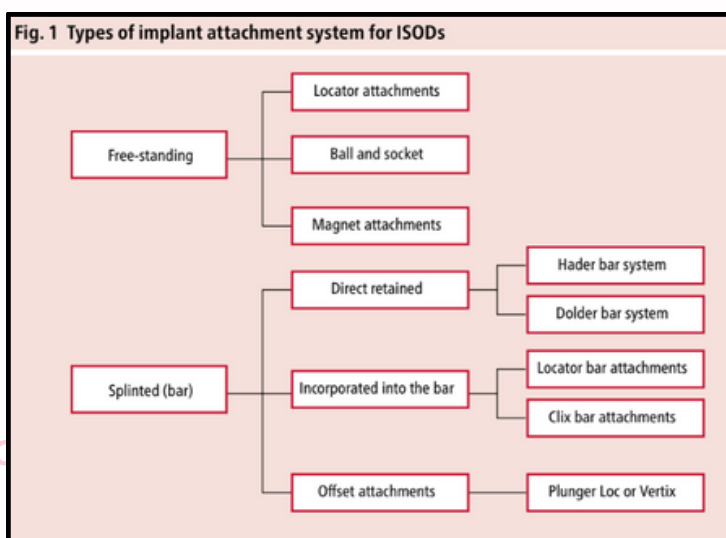 Fig. 1 Types of implant attachment system for ISODs
Locator attachments
Free-standing
Ball and socket
Magnet attachments
Direct retained
Hader bar system
Dolder bar system
Splinted (bar)
Incorporated into the bar
Locator bar attachments
Clix bar attachments
Offset attachments
Plunger Loc or Vertix